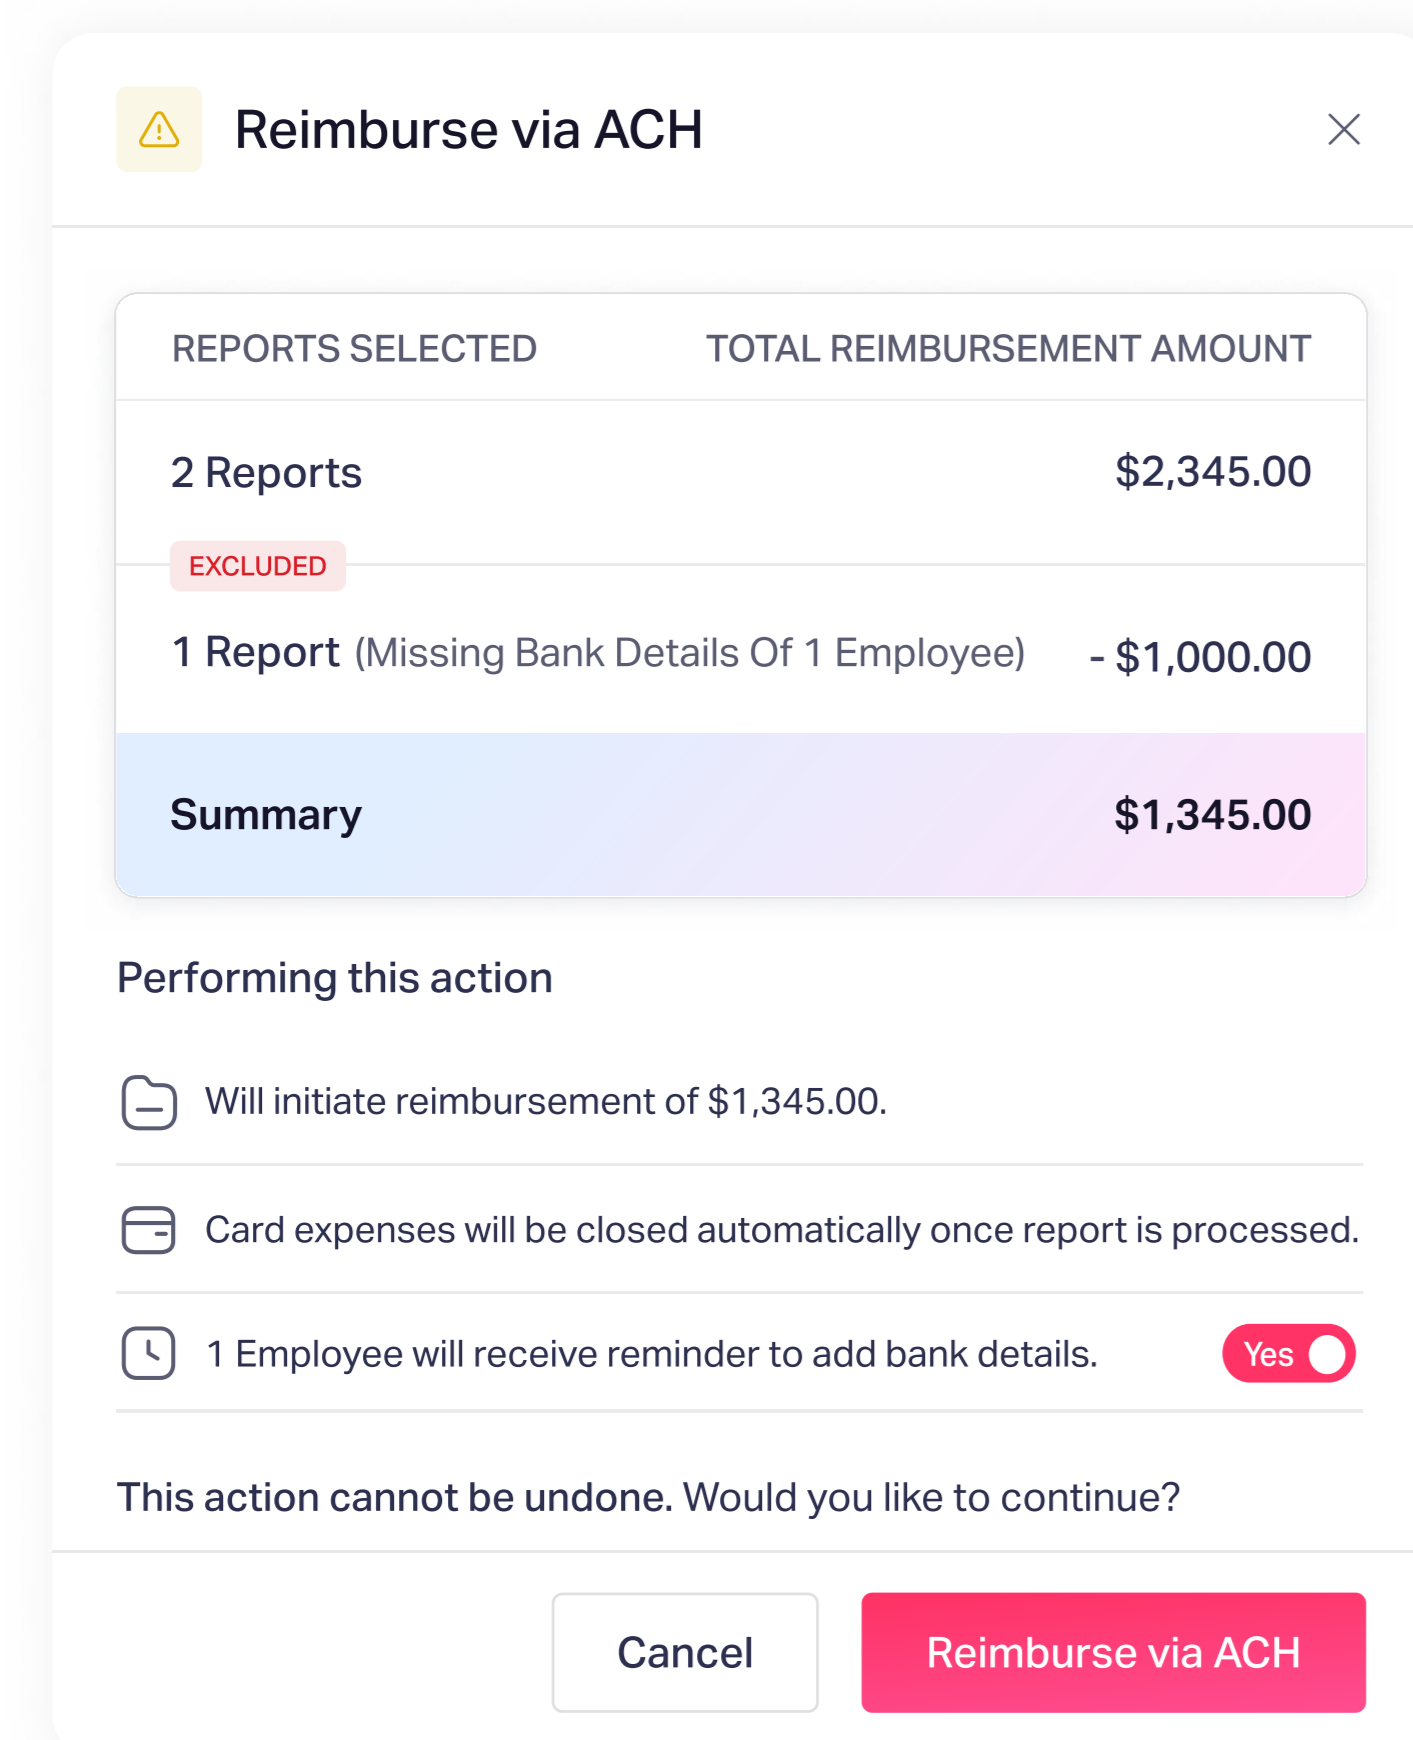 Reimburse via ACH
REPORTS SELECTED TOTAL REIMBURSEMENT AMOUNT
2 Reports $2,345.00
EXCLUDED
1 Report (Missing Bank Details Of 1 Employee) - $1,000.00
Summary $1,345.00
Performing this action
Will initiate reimbursement of $1,345.00.
Card expenses will be closed automatically once report is processed.
1 Employee will receive reminder to add bank details. Yes
This action cannot be undone. Would you like to continue?
Cancel Reimburse via ACH